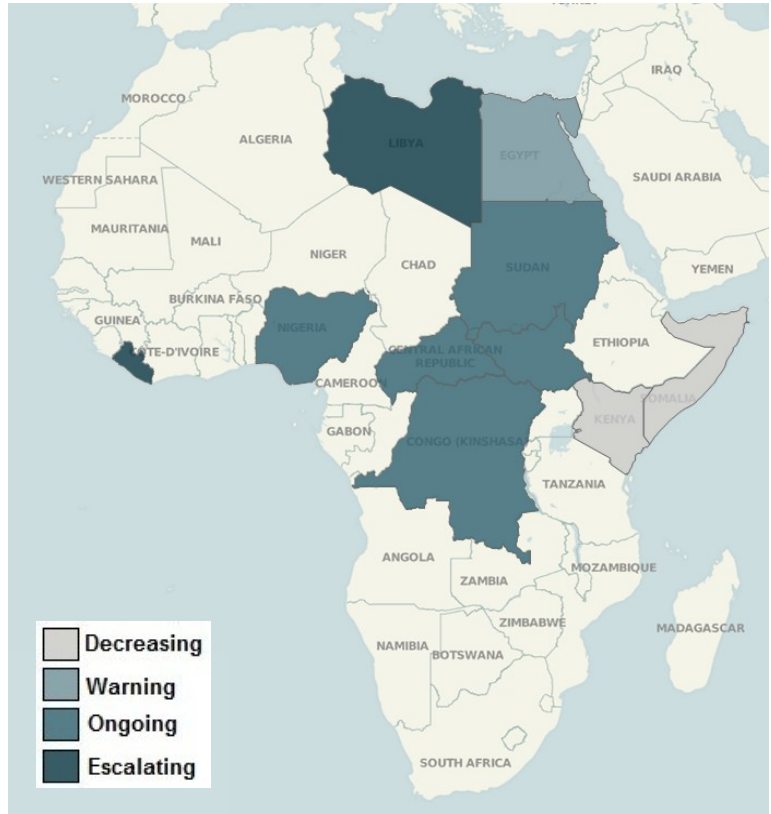 IRAQ
MOROCCO
ALGERIA
LIBYA
EGYPT
WESTERN SAHARA
SAUDI ARABIA
MAURITANIA
MALI
NIGER
CHAD
SUDAN
YEMEN
BURKINA FASO
GUINEA
NIGERIA
CÔTE-D'IVOIRE
ETHIOPIA
CENTRAL AFRICAN
REPUBLIC
CAMEROON
SOMALIA
KENYA
GABON
CONGO (KINSHASA)
TANZANIA
ANGOLA
MOZAMBIQUE
ZAMBIA
ZIMBABWE
MADAGASCAR
NAMIBIA
BOTSWANA
SOUTH AFRICA
Decreasing
Warning
Ongoing
Escalating